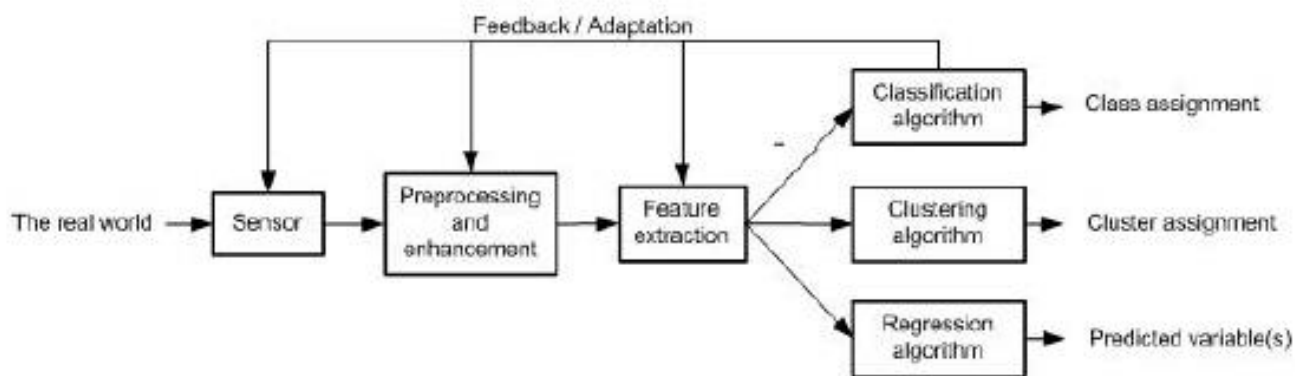 Feedback / Adaptation
Classification
algorithm
Class assignment
The real world
Sensor
Preprocessing
and
enhancement
Feature
extraction
Clustering
algorithm
Cluster assignment
Regression
algorithm
Predicted variable(s)